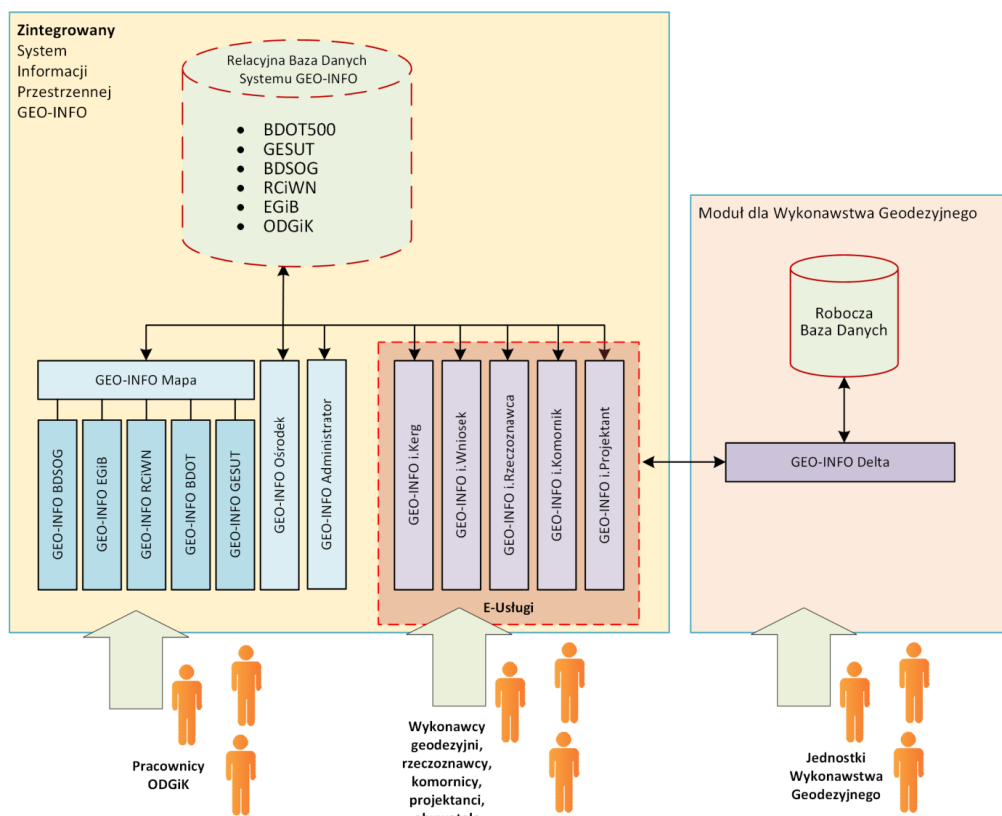 Zintegrowany
System
Informacji
Przestrzennej
GEO-INFO
Relacyjna Baza Danych
Systemu GEO-INFO
• BDOT500
• GESUT
• BDSOG
• RCiWN
• EGiB
• ODGiK
Moduł dla Wykonawstwa Geodezyjnego
Robocza
Baza Danych
GEO-INFO Mapa
GEO-INFO BDSOG
GEO-INFO EGiB
GEO-INFO RCiWN
GEO-INFO BDOT
GEO-INFO GESUT
GEO-INFO Ośrodek
GEO-INFO Administrator
GEO-INFO i.Kerg
GEO-INFO i.Wniosek
GEO-INFO i.Rzeczoznawca
GEO-INFO i.Komornik
GEO-INFO i.Projektant
GEO-INFO Delta
E-Usługi
Pracownicy
ODGiK
Wykonawcy
geodezyjni,
rzeczoznawcy,
komornicy,
projektanci,
Jednostki
Wykonawstwa
Geodezyjnego